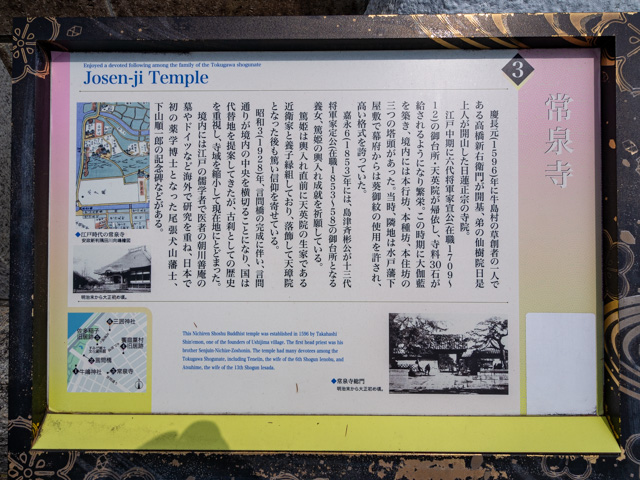 Enjoyed a devoted following among the family of the Tokugawa shogunate
Josen-ji Temple
3
常泉寺
慶長元(1596)年に牛島村の草創者の一人で
ある高橋新右衛門が開基、弟の仙樹院日是
上人が開山した日蓮正宗の寺院。
江戸中期に六代将軍家宣公(在職1709〜
12)の御台所・天英院が帰依し、寺料30石が
給されるようになり繁栄。この時期に大伽藍
を築き、境内には本行坊、本種坊、本住坊の
三つの塔頭があった。当時、隣地は水戸藩下
屋敷で幕府からは葵御紋の使用を許され、
高い格式を誇っていた。
嘉永6(1853)年には、島津斉彬公が十三代
将軍家定公(在職1853〜58)の御台所となる
養女、篤姫の輿入れ成就を祈願している。
篤姫は輿入れ直前に天英院の生家である
近衛家と養子縁組しており、落飾して天璋院
となった後も篤い信仰を寄せている。
昭和3(1928)年、言問橋の完成に伴い、言問
通りが境内の中央を横切ることになり、国は
代替地を提案してきたが、古刹としての歴史
を重視し、寺域を縮小して現在地にとどまった。
境内には江戸の儒学者で医者の朝川善庵の
墓やドイツなど海外で研究を重ね、日本で
初の薬学博士となった尾張犬山藩士、
下山順一郎の記念碑などがある。
◆江戸時代の常泉寺
明治末から大正初め頃。
三囲神社
旧居跡
言問橋
牛嶋神社
常泉寺
This Nichiren Shoshu Buddhist temple was established in 1596 by Takahashi
Shin'emon, one of the founders of Ushijima village. The first head priest was his
brother Senjuin Nichize-Zoshonin. The temple had many devotees among the
Tokugawa Shogunate, including Teneiin, the wife of the 6th Shogun Ienobu, and
Atsuhime, the wife of the 13th Shogun Iesada.
◆常泉寺総門
明治末から大正初め頃。